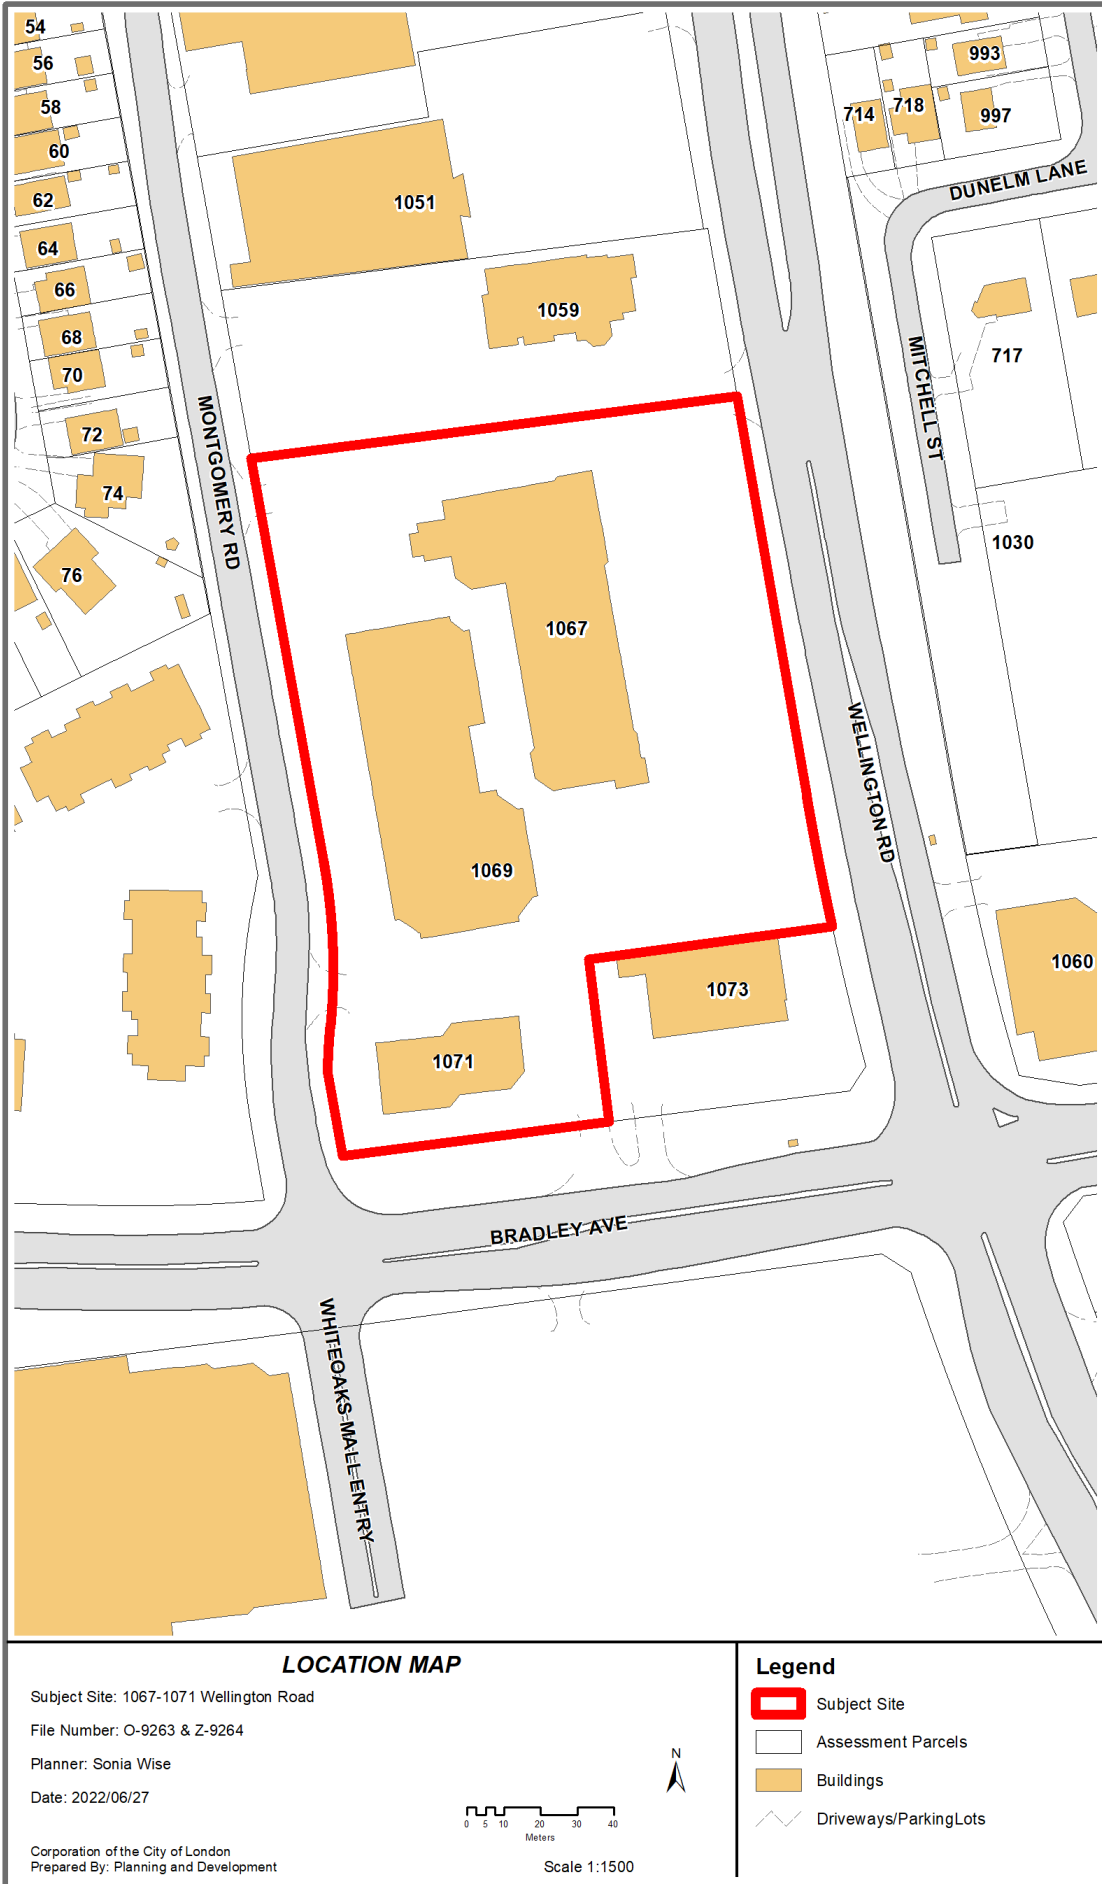 54
56
58
60
62
64
66
68
70
72
74
76
993
714
718
997
DUNELM LANE
1051
1059
717
MITCHELL ST
MONTGOMERY RD
1030
1067
WELLINGTON RD
1069
1060
1073
1071
BRADLEY AVE
WHITEOAKS MALL ENTRY
LOCATION MAP
Subject Site: 1067-1071 Wellington Road
File Number: O-9263 & Z-9264
Planner: Sonia Wise
Date: 2022/06/27
Corporation of the City of London
Prepared By: Planning and Development
N
0 5 10 20 30 40
Meters
Scale 1:1500
Legend
Subject Site
Assessment Parcels
Buildings
Driveways/ParkingLots